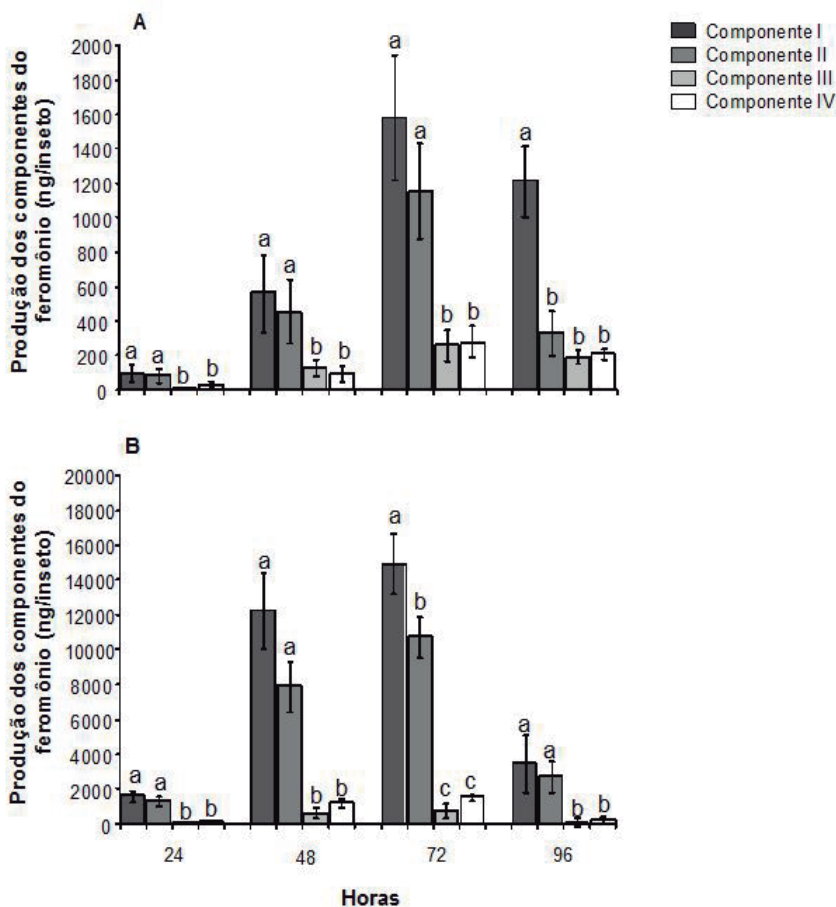 A
Componente I
Componente II
Componente III
Componente IV
Produção dos componentes do
feromônio (ng/inseto)
2000
1800
1600
1400
1200
1000
800
600
400
200
0
a a b b
a a b b
a a b b
a b b b
B
Produção dos componentes do
feromônio (ng/inseto)
20000
18000
16000
14000
12000
10000
8000
6000
4000
2000
0
a a b b
a a b b
a b c c
a a b b
24 48 72 96
Horas